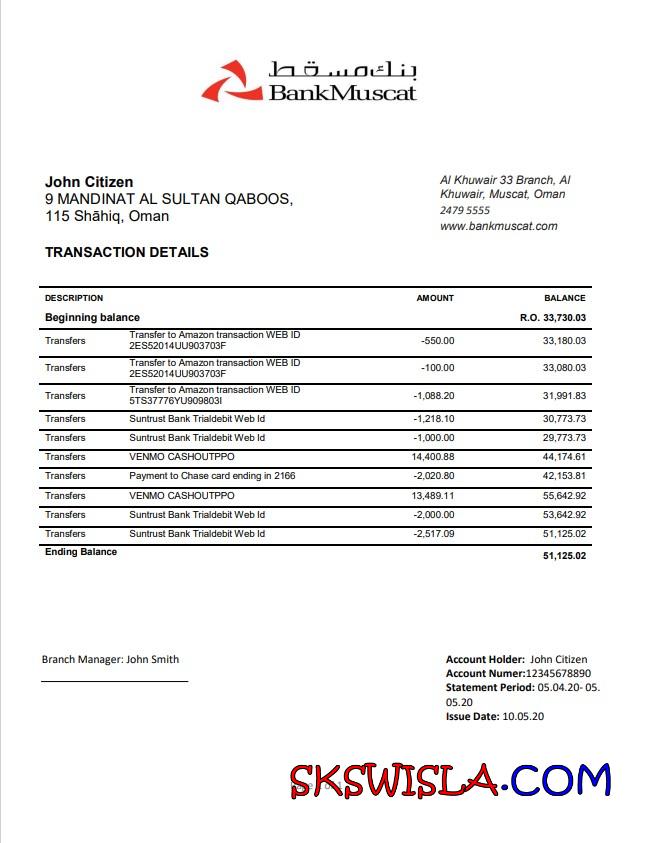 بنك مسقط
BankMuscat
John Citizen
9 MANDINAT AL SULTAN QABOOS,
115 Shāhiq, Oman
Al Khuwair 33 Branch, Al
Khuwair, Muscat, Oman
2479 5555
www.bankmuscat.com
TRANSACTION DETAILS
DESCRIPTION AMOUNT BALANCE
Beginning balance R.O. 33,730.03
Transfers Transfer to Amazon transaction WEB ID
2ES52014UU903703F -550.00 33,180.03
Transfers Transfer to Amazon transaction WEB ID
2ES52014UU903703F -100.00 33,080.03
Transfers Transfer to Amazon transaction WEB ID
5TS37776YU909803I -1,088.20 31,991.83
Transfers Suntrust Bank Trialdebit Web Id -1,218.10 30,773.73
Transfers Suntrust Bank Trialdebit Web Id -1,000.00 29,773.73
Transfers VENMO CASHOUTPPO 14,400.88 44,174.61
Transfers Payment to Chase card ending in 2166 -2,020.80 42,153.81
Transfers VENMO CASHOUTPPO 13,489.11 55,642.92
Transfers Suntrust Bank Trialdebit Web Id -2,000.00 53,642.92
Transfers Suntrust Bank Trialdebit Web Id -2,517.09 51,125.02
Ending Balance 51,125.02
Branch Manager: John Smith
Account Holder: John Citizen
Account Numer:12345678890
Statement Period: 05.04.20- 05.
05.20
Issue Date: 10.05.20
SKSWISLA.COM